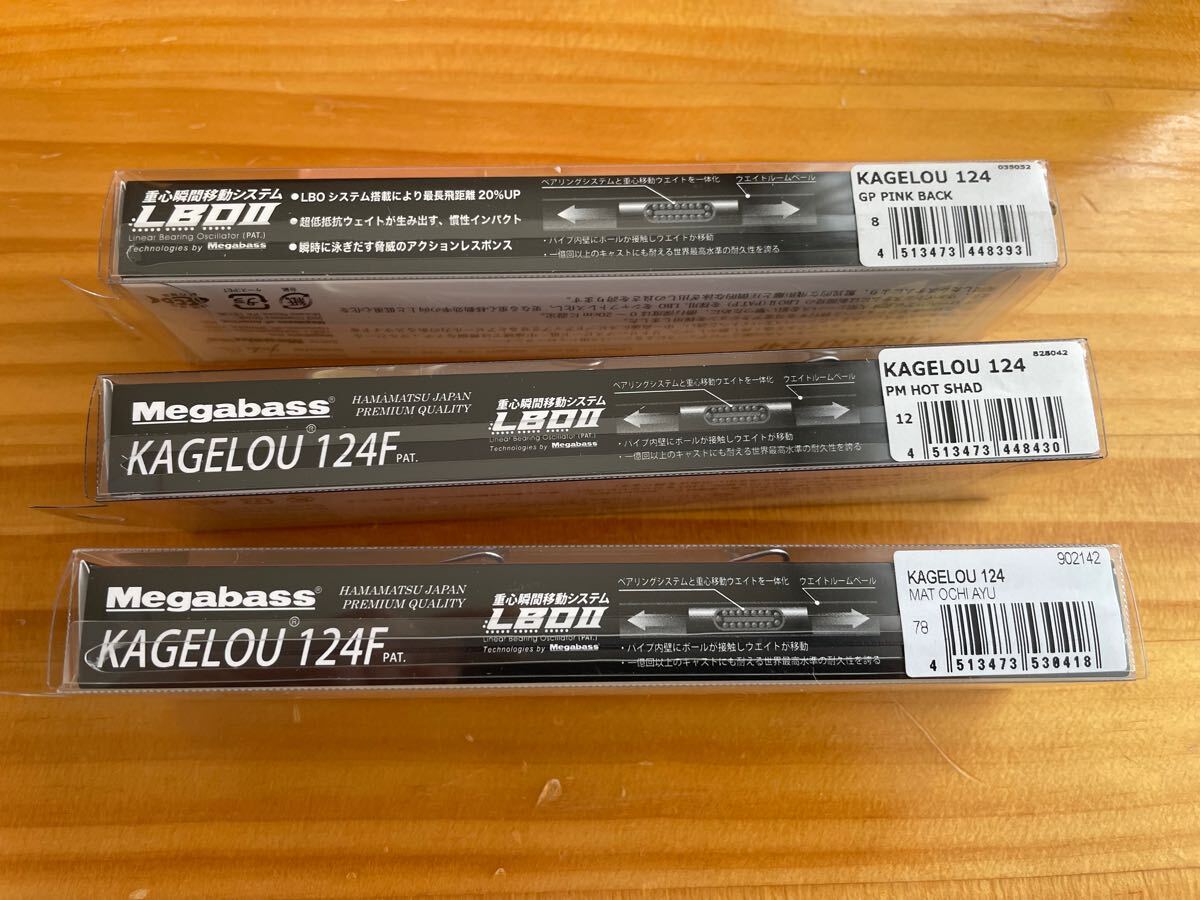 重心瞬間移動システム
LBOII
Linear Bearing Oscillator (PAT.)
Technologies by Megabass
●LBOシステム搭載により最長飛距離20%UP
●超低抵抗ウェイトが生み出す、慣性インパクト
●瞬時に泳ぎだす脅威のアクションレスポンス
ベアリングシステムと重心移動ウエイトを一体化
ウエイトルームペール
・パイプ内壁にボールが接触しウエイトが移動
・一億回以上のキャストにも耐える世界最高水準の耐久性を誇る
035032
KAGELOU 124
GP PINK BACK
8
4 513473 448393
Megabass®
HAMAMATSU JAPAN
PREMIUM QUALITY
KAGELOU® 124F PAT.
重心瞬間移動システム
LBOII
Linear Bearing Oscillator (PAT.)
Technologies by Megabass
ベアリングシステムと重心移動ウエイトを一体化
ウエイトルームペール
・パイプ内壁にボールが接触しウエイトが移動
・一億回以上のキャストにも耐える世界最高水準の耐久性を誇る
828042
KAGELOU 124
PM HOT SHAD
12
4 513473 448430
Megabass®
HAMAMATSU JAPAN
PREMIUM QUALITY
KAGELOU® 124F PAT.
重心瞬間移動システム
LBOII
Linear Bearing Oscillator (PAT.)
Technologies by Megabass
ベアリングシステムと重心移動ウエイトを一体化
ウエイトルームペール
・パイプ内壁にボールが接触しウエイトが移動
・一億回以上のキャストにも耐える世界最高水準の耐久性を誇る
902142
KAGELOU 124
MAT OCHI AYU
78
4 513473 530418